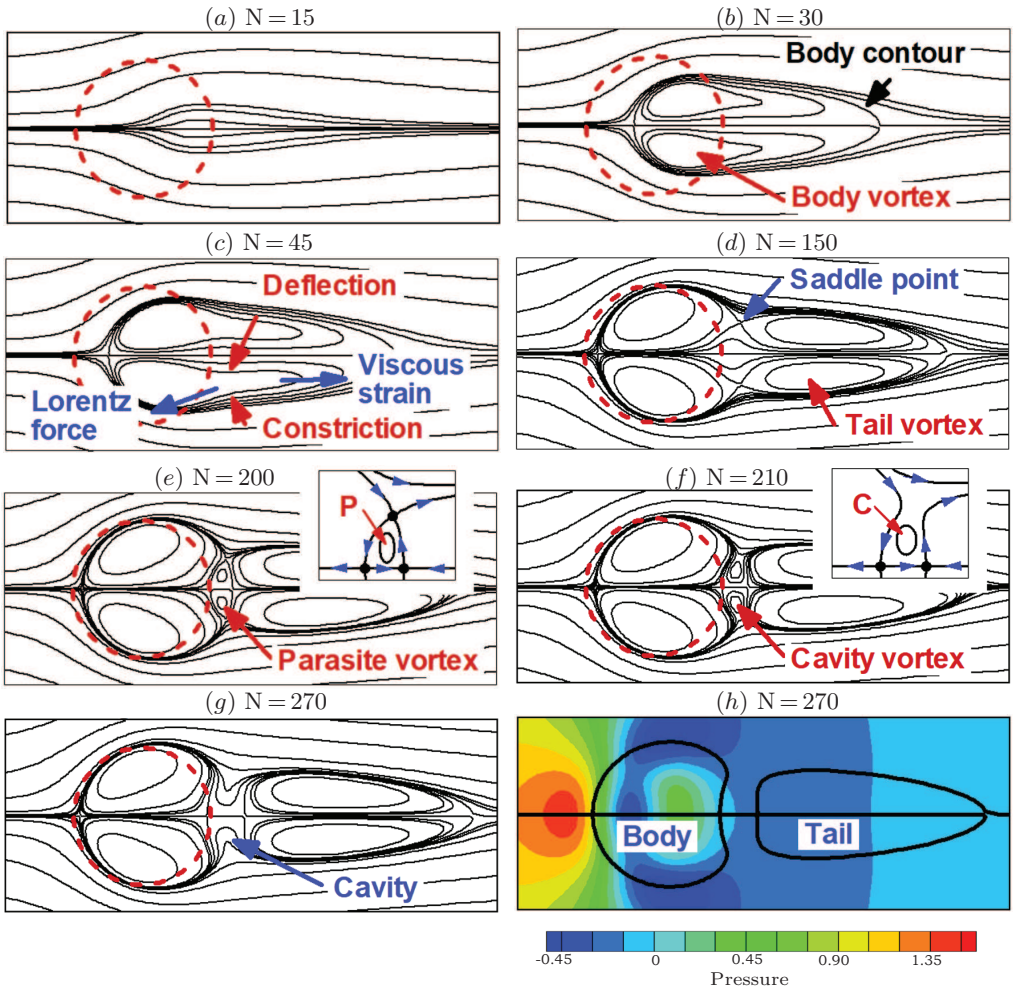 (a) N = 15
(b) N = 30
Body contour
Body vortex
(c) N = 45
Deflection
Viscous
strain
Lorentz
force
Constriction
(d) N = 150
Saddle point
Tail vortex
(e) N = 200
P
Parasite vortex
(f) N = 210
C
Cavity vortex
(g) N = 270
Cavity
(h) N = 270
Body
Tail
-0.45 0 0.45 0.90 1.35
Pressure